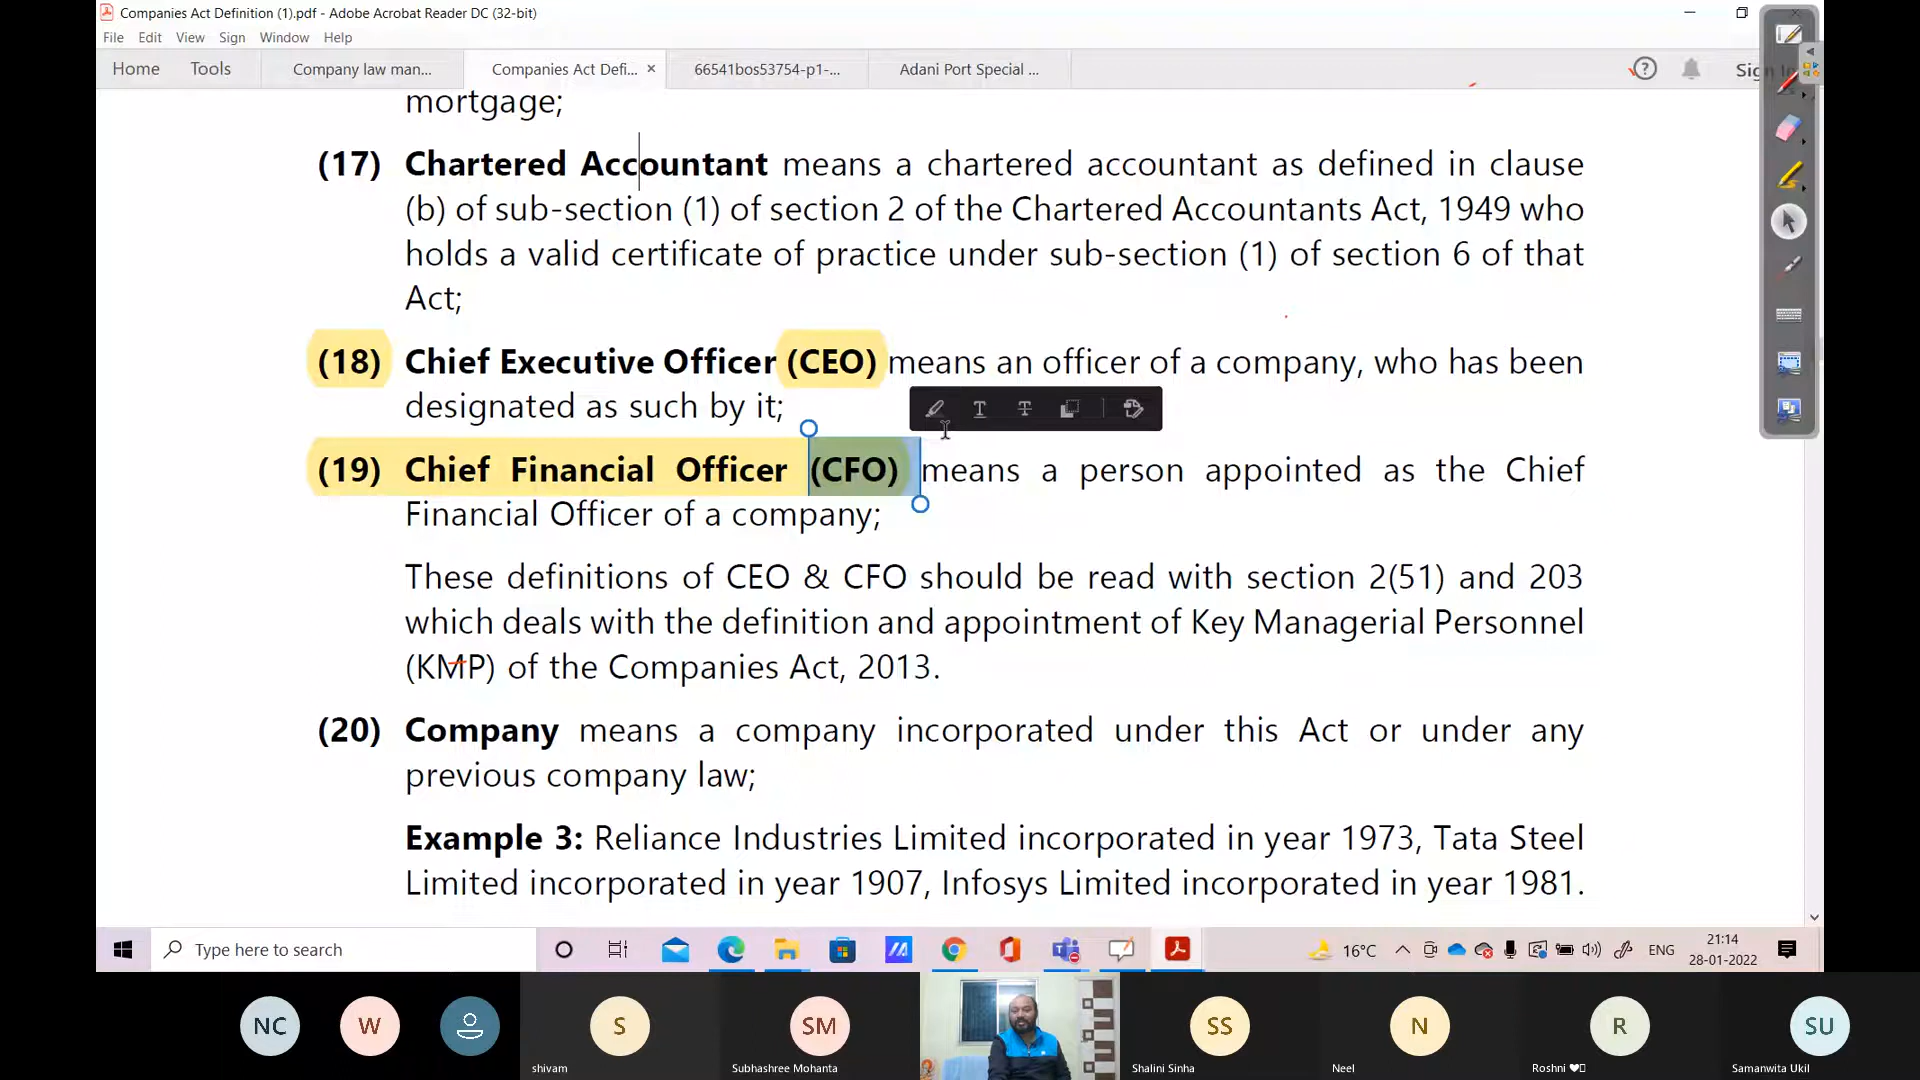 Companies Act Definition (1).pdf - Adobe Acrobat Reader DC (32-bit)
File Edit View Sign Window Help
Home Tools Company law man... Companies Act Defi... × 66541bos53754-p1-... Adani Port Special ...
mortgage;
(17) Chartered Accountant means a chartered accountant as defined in clause
(b) of sub-section (1) of section 2 of the Chartered Accountants Act, 1949 who
holds a valid certificate of practice under sub-section (1) of section 6 of that
Act;
(18) Chief Executive Officer (CEO) means an officer of a company, who has been
designated as such by it;
(19) Chief Financial Officer (CFO) means a person appointed as the Chief
Financial Officer of a company;
These definitions of CEO & CFO should be read with section 2(51) and 203
which deals with the definition and appointment of Key Managerial Personnel
(KMP) of the Companies Act, 2013.
(20) Company means a company incorporated under this Act or under any
previous company law;
Example 3: Reliance Industries Limited incorporated in year 1973, Tata Steel
Limited incorporated in year 1907, Infosys Limited incorporated in year 1981.
Type here to search
16°C ENG
21:14
28-01-2022
NC W S SM SS N R SU
shivam Subhashree Mohanta Shalini Sinha Neel Roshni Samanwita Ukil